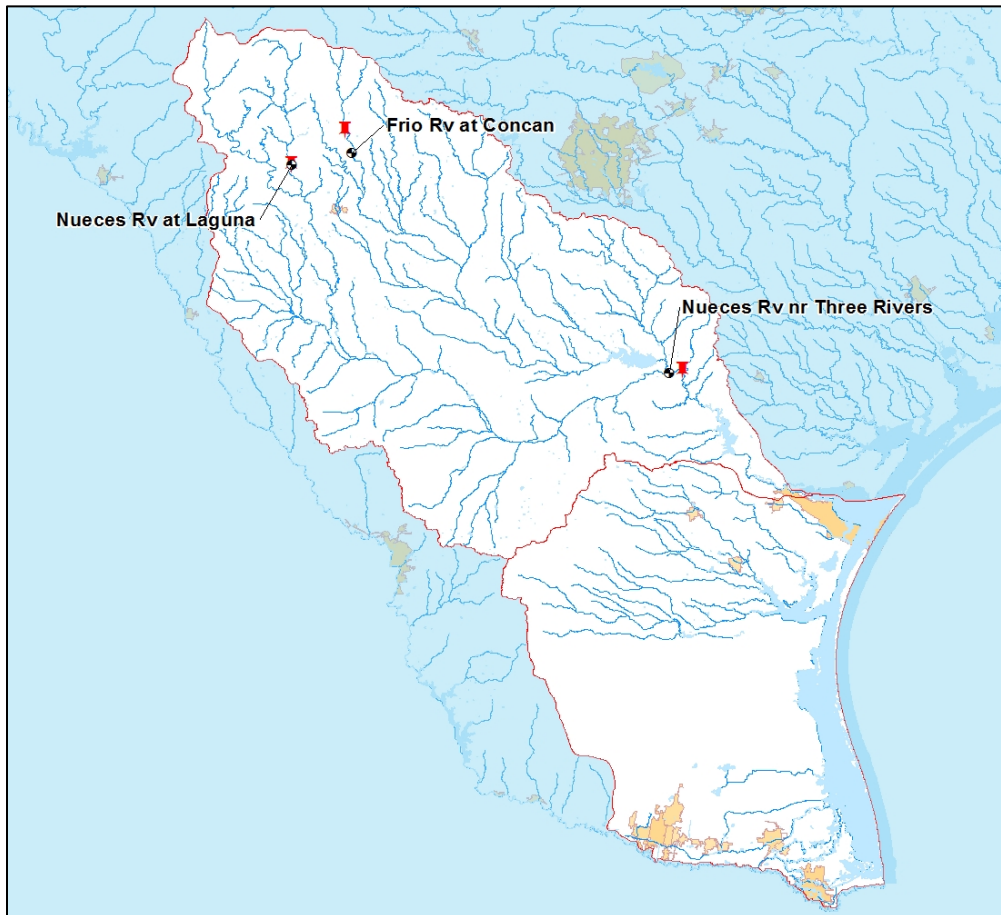 Frio Rv at Concan
Nueces Rv at Laguna
Nueces Rv nr Three Rivers